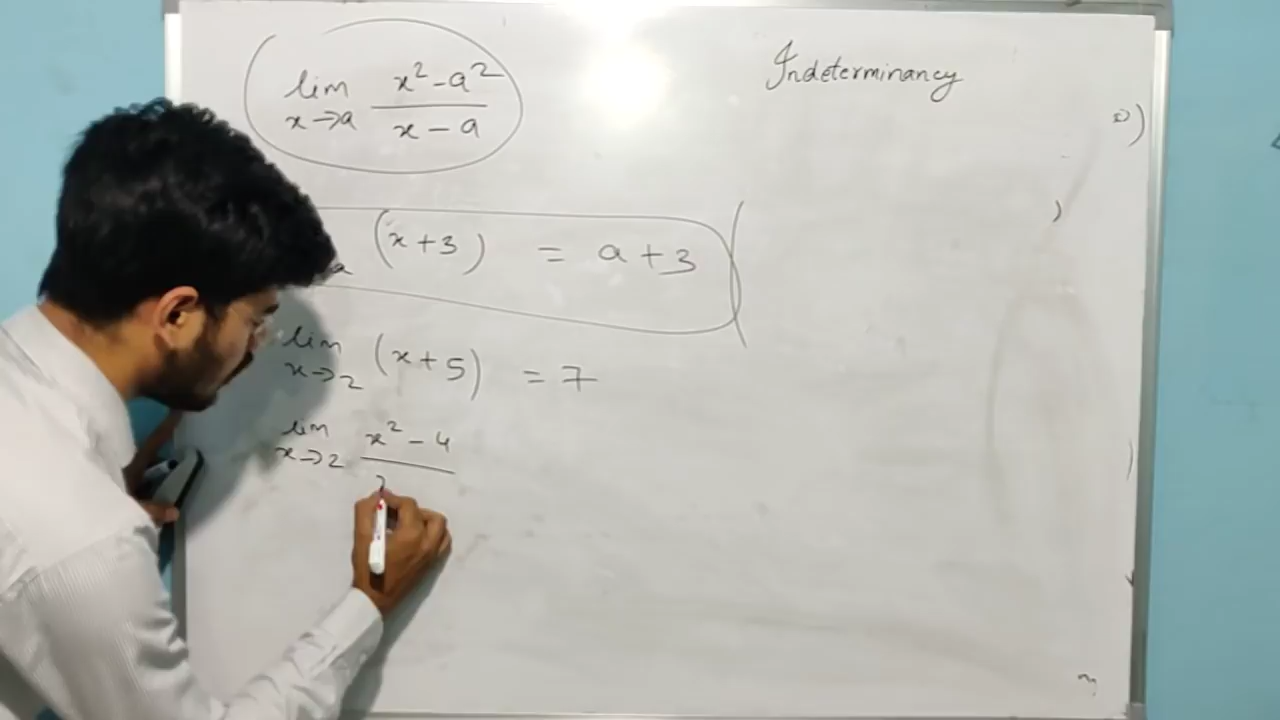 lim x→a x² - a² / x - a
Indeterminancy
a (x + 3) = a + 3
lim x→2 (x + 5) = 7
lim x→2 x² - 4